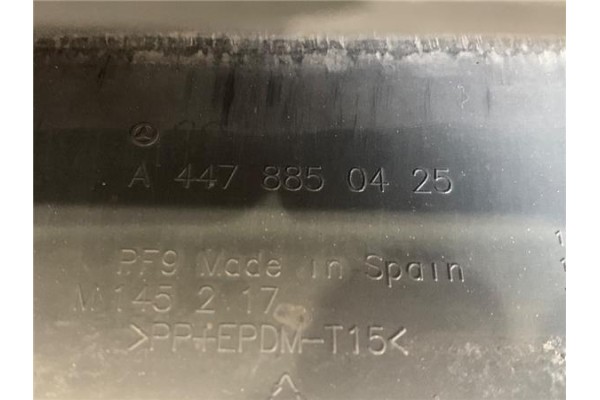 A 447 885 04 25
PF9 Made in Spain
M 145 2 17
>PP+EPDM-T15<